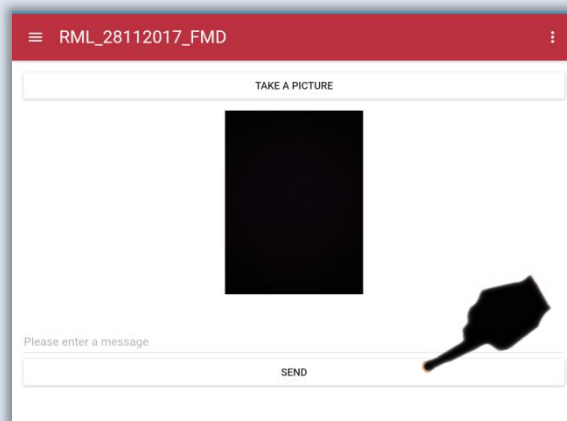 RML_28112017_FMD
TAKE A PICTURE
Please enter a message
SEND